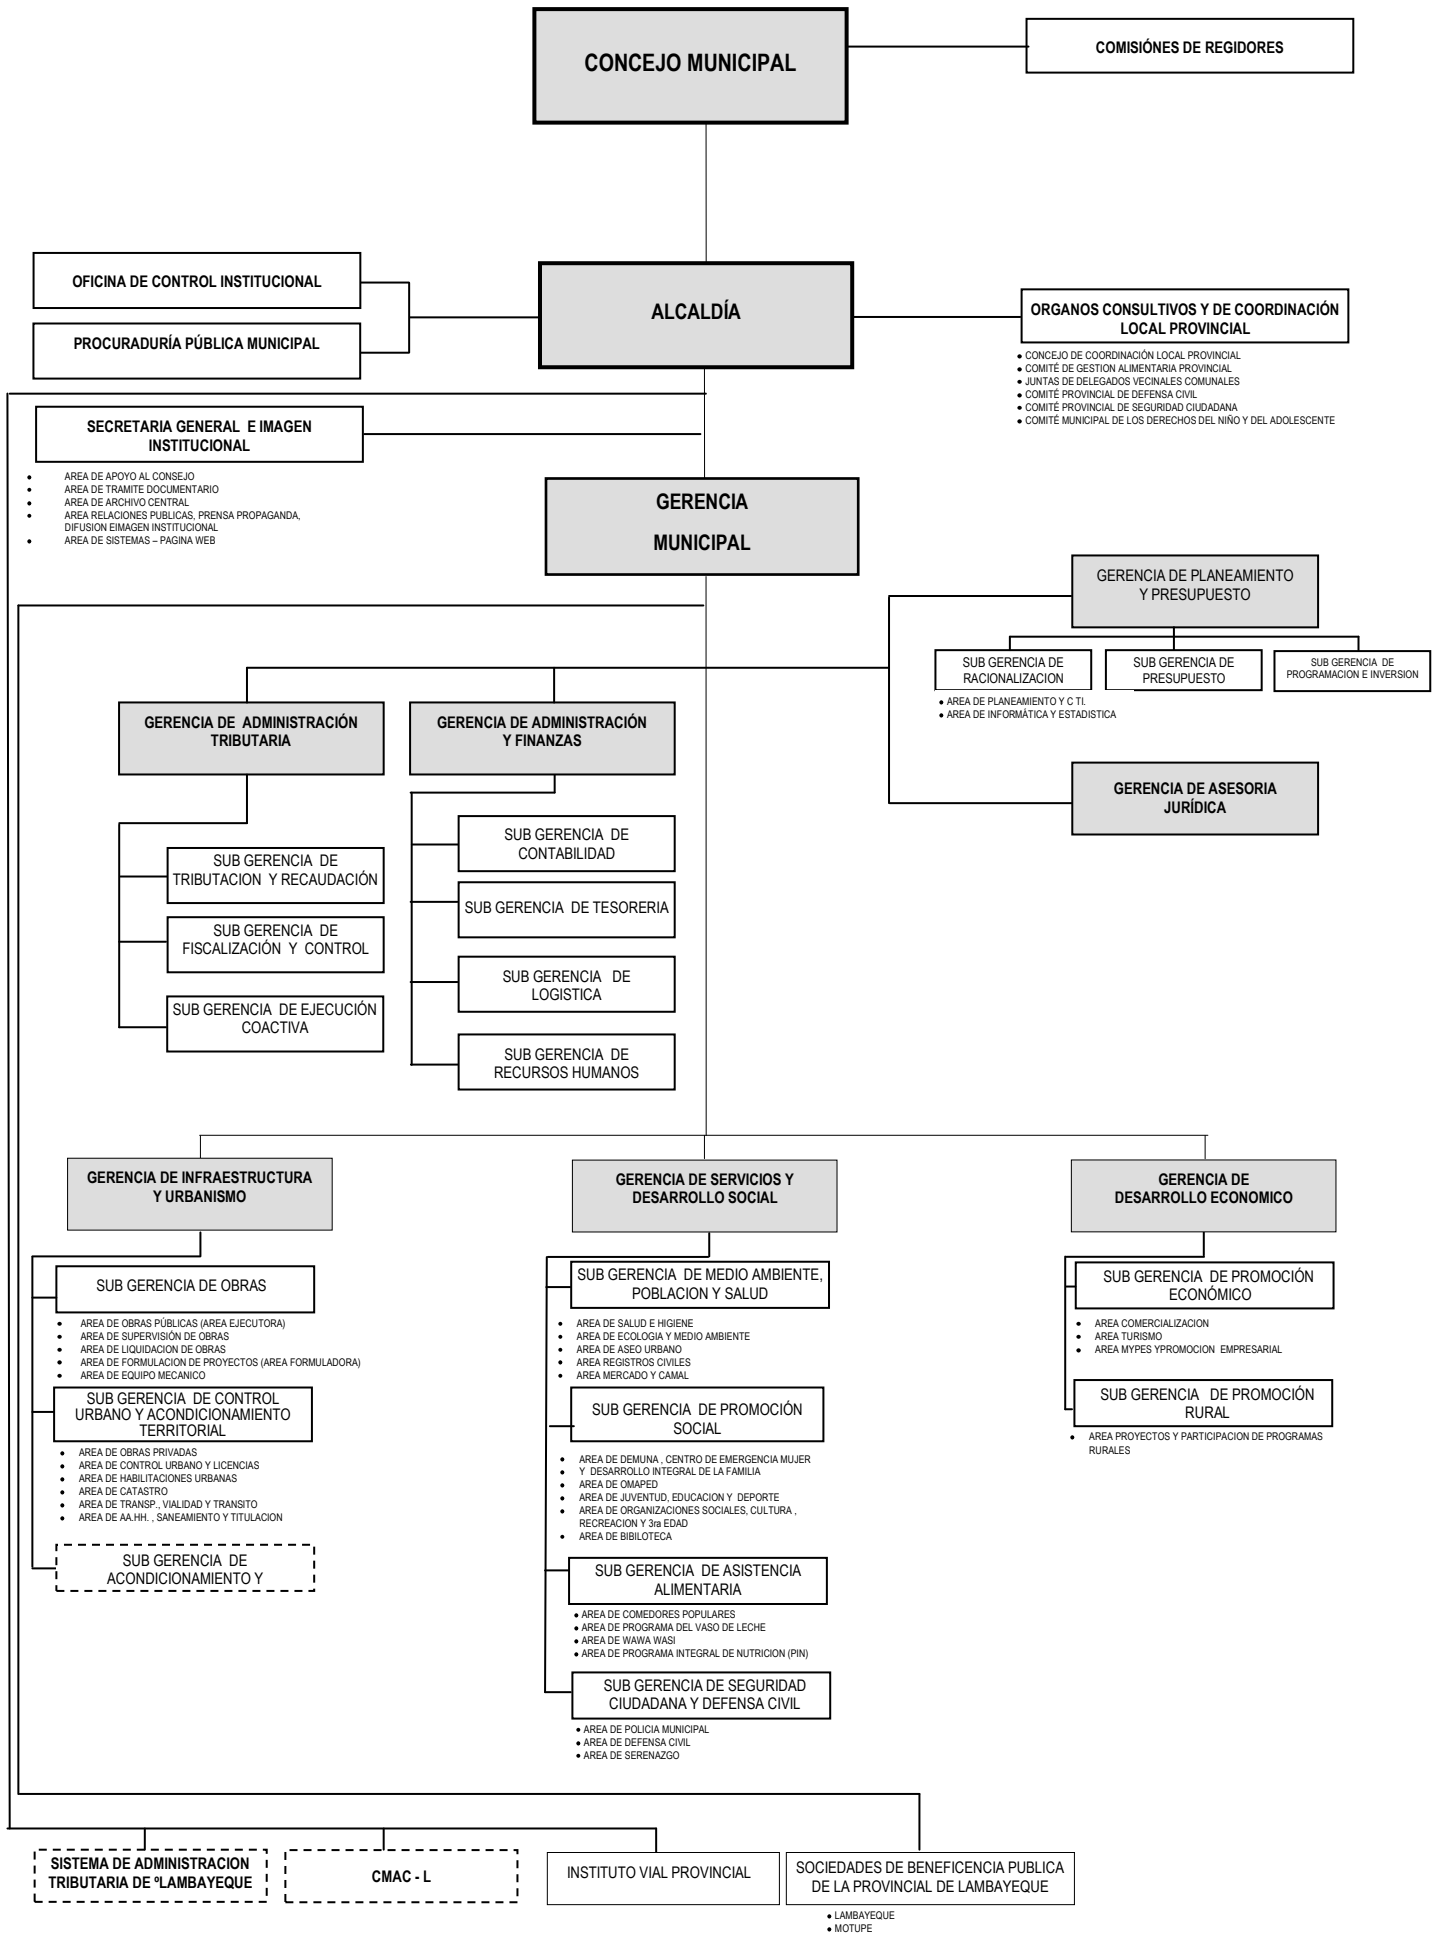 CONCEJO MUNICIPAL
COMISIÓNES DE REGIDORES
OFICINA DE CONTROL INSTITUCIONAL
PROCURADURÍA PÚBLICA MUNICIPAL
ALCALDÍA
ORGANOS CONSULTIVOS Y DE COORDINACIÓN
LOCAL PROVINCIAL
● CONCEJO DE COORDINACIÓN LOCAL PROVINCIAL
● COMITÉ DE GESTION ALIMENTARIA PROVINCIAL
● JUNTAS DE DELEGADOS VECINALES COMUNALES
● COMITÉ PROVINCIAL DE DEFENSA CIVIL
● COMITÉ PROVINCIAL DE SEGURIDAD CIUDADANA
● COMITÉ MUNICIPAL DE LOS DERECHOS DEL NIÑO Y DEL ADOLESCENTE
SECRETARIA GENERAL E IMAGEN
INSTITUCIONAL
● AREA DE APOYO AL CONSEJO
● AREA DE TRAMITE DOCUMENTARIO
● AREA DE ARCHIVO CENTRAL
● AREA RELACIONES PUBLICAS, PRENSA PROPAGANDA,
DIFUSION EIMAGEN INSTITUCIONAL
● AREA DE SISTEMAS – PAGINA WEB
GERENCIA
MUNICIPAL
GERENCIA DE PLANEAMIENTO
Y PRESUPUESTO
SUB GERENCIA DE
RACIONALIZACION
● AREA DE PLANEAMIENTO Y C TI.
● AREA DE INFORMÁTICA Y ESTADISTICA
SUB GERENCIA DE
PRESUPUESTO
SUB GERENCIA DE
PROGRAMACION E INVERSION
GERENCIA DE ASESORIA
JURÍDICA
GERENCIA DE ADMINISTRACIÓN
TRIBUTARIA
SUB GERENCIA DE
TRIBUTACION Y RECAUDACIÓN
SUB GERENCIA DE
FISCALIZACIÓN Y CONTROL
SUB GERENCIA DE EJECUCIÓN
COACTIVA
GERENCIA DE ADMINISTRACIÓN
Y FINANZAS
SUB GERENCIA DE
CONTABILIDAD
SUB GERENCIA DE TESORERIA
SUB GERENCIA DE
LOGISTICA
SUB GERENCIA DE
RECURSOS HUMANOS
GERENCIA DE INFRAESTRUCTURA
Y URBANISMO
SUB GERENCIA DE OBRAS
● AREA DE OBRAS PÚBLICAS (AREA EJECUTORA)
● AREA DE SUPERVISIÓN DE OBRAS
● AREA DE LIQUIDACION DE OBRAS
● AREA DE FORMULACION DE PROYECTOS (AREA FORMULADORA)
● AREA DE EQUIPO MECANICO
SUB GERENCIA DE CONTROL
URBANO Y ACONDICIONAMIENTO
TERRITORIAL
● AREA DE OBRAS PRIVADAS
● AREA DE CONTROL URBANO Y LICENCIAS
● AREA DE HABILITACIONES URBANAS
● AREA DE CATASTRO
● AREA DE TRANSP., VIALIDAD Y TRANSITO
● AREA DE AA.HH. , SANEAMIENTO Y TITULACION
SUB GERENCIA DE
ACONDICIONAMIENTO Y
GERENCIA DE SERVICIOS Y
DESARROLLO SOCIAL
SUB GERENCIA DE MEDIO AMBIENTE,
POBLACION Y SALUD
● AREA DE SALUD E HIGIENE
● AREA DE ECOLOGIA Y MEDIO AMBIENTE
● AREA DE ASEO URBANO
● AREA REGISTROS CIVILES
● AREA MERCADO Y CAMAL
SUB GERENCIA DE PROMOCIÓN
SOCIAL
● AREA DE DEMUNA , CENTRO DE EMERGENCIA MUJER
● Y DESARROLLO INTEGRAL DE LA FAMILIA
● AREA DE OMAPED
● AREA DE JUVENTUD, EDUCACION Y DEPORTE
● AREA DE ORGANIZACIONES SOCIALES, CULTURA ,
RECREACION Y 3ra EDAD
● AREA DE BIBILOTECA
SUB GERENCIA DE ASISTENCIA
ALIMENTARIA
● AREA DE COMEDORES POPULARES
● AREA DE PROGRAMA DEL VASO DE LECHE
● AREA DE WAWA WASI
● AREA DE PROGRAMA INTEGRAL DE NUTRICION (PIN)
SUB GERENCIA DE SEGURIDAD
CIUDADANA Y DEFENSA CIVIL
● AREA DE POLICIA MUNICIPAL
● AREA DE DEFENSA CIVIL
● AREA DE SERENAZGO
GERENCIA DE
DESARROLLO ECONOMICO
SUB GERENCIA DE PROMOCIÓN
ECONÓMICO
● AREA COMERCIALIZACION
● AREA TURISMO
● AREA MYPES YPROMOCION EMPRESARIAL
SUB GERENCIA DE PROMOCIÓN
RURAL
● AREA PROYECTOS Y PARTICIPACION DE PROGRAMAS
RURALES
SISTEMA DE ADMINISTRACION
TRIBUTARIA DE ºLAMBAYEQUE
CMAC - L
INSTITUTO VIAL PROVINCIAL
SOCIEDADES DE BENEFICENCIA PUBLICA
DE LA PROVINCIAL DE LAMBAYEQUE
● LAMBAYEQUE
● MOTUPE